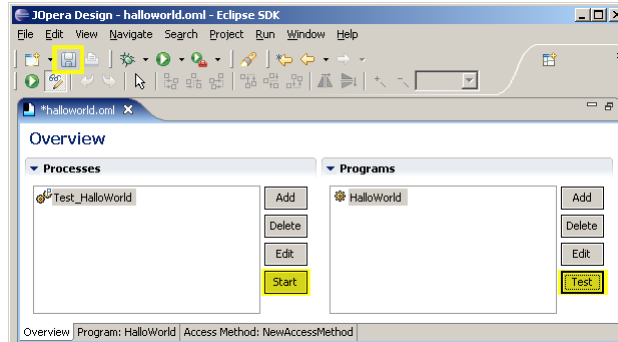 JOpera Design - halloworld.oml - Eclipse SDK
File Edit View Navigate Search Project Run Window Help
*halloworld.oml
Overview
Processes
Programs
Test_HalloWorld
HalloWorld
Add
Delete
Edit
Start
Add
Delete
Edit
Test
Overview Program: HalloWorld Access Method: NewAccessMethod